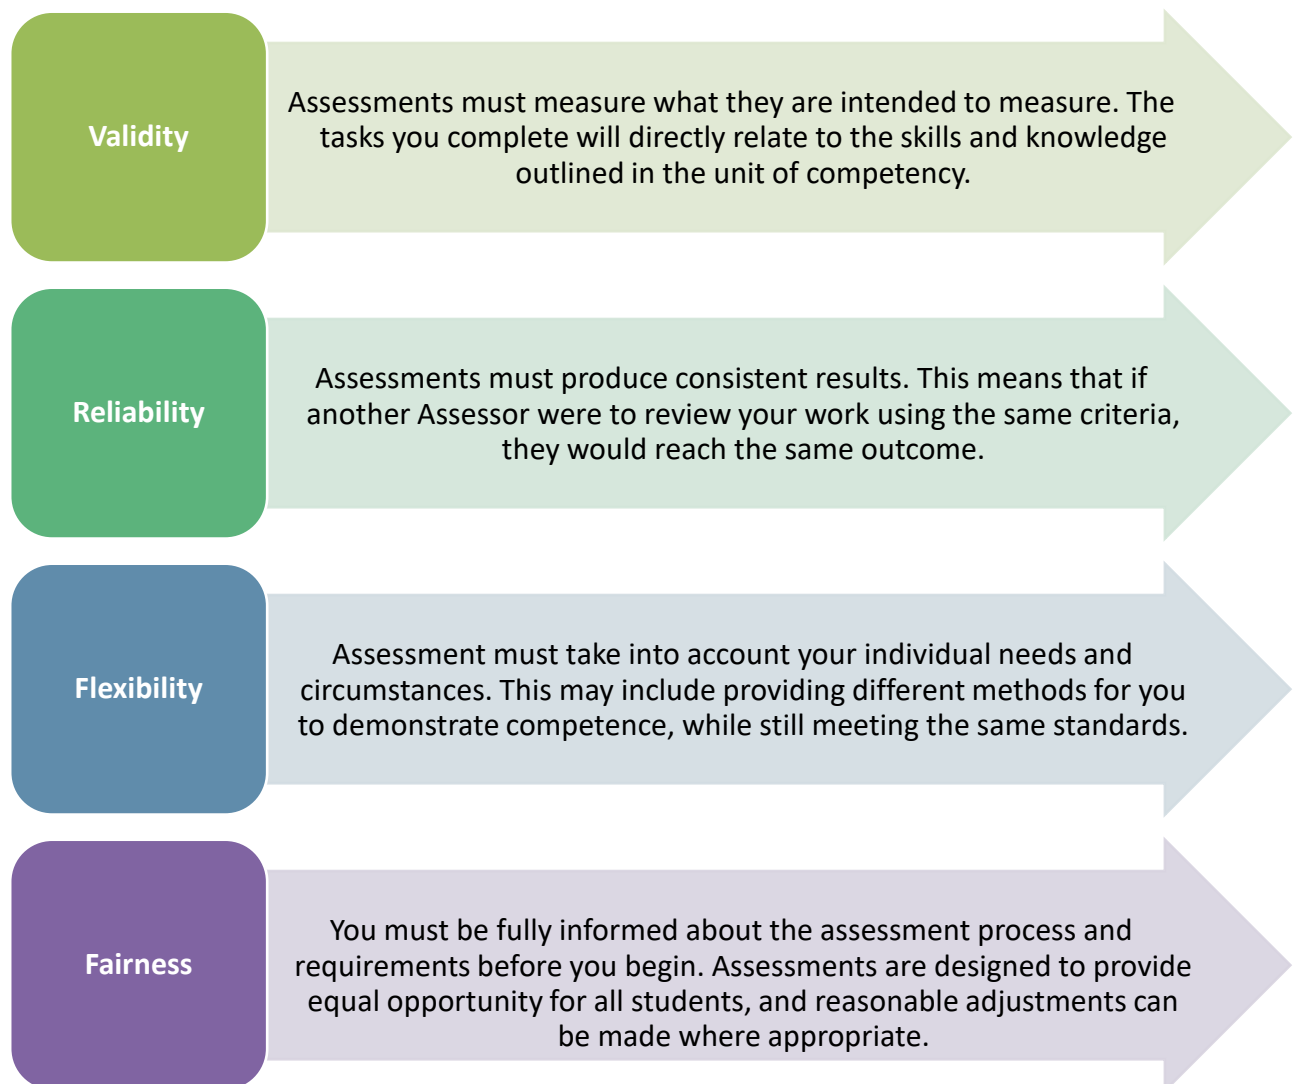 Validity
Assessments must measure what they are intended to measure. The
tasks you complete will directly relate to the skills and knowledge
outlined in the unit of competency.
Reliability
Assessments must produce consistent results. This means that if
another Assessor were to review your work using the same criteria,
they would reach the same outcome.
Flexibility
Assessment must take into account your individual needs and
circumstances. This may include providing different methods for you
to demonstrate competence, while still meeting the same standards.
Fairness
You must be fully informed about the assessment process and
requirements before you begin. Assessments are designed to provide
equal opportunity for all students, and reasonable adjustments can
be made where appropriate.